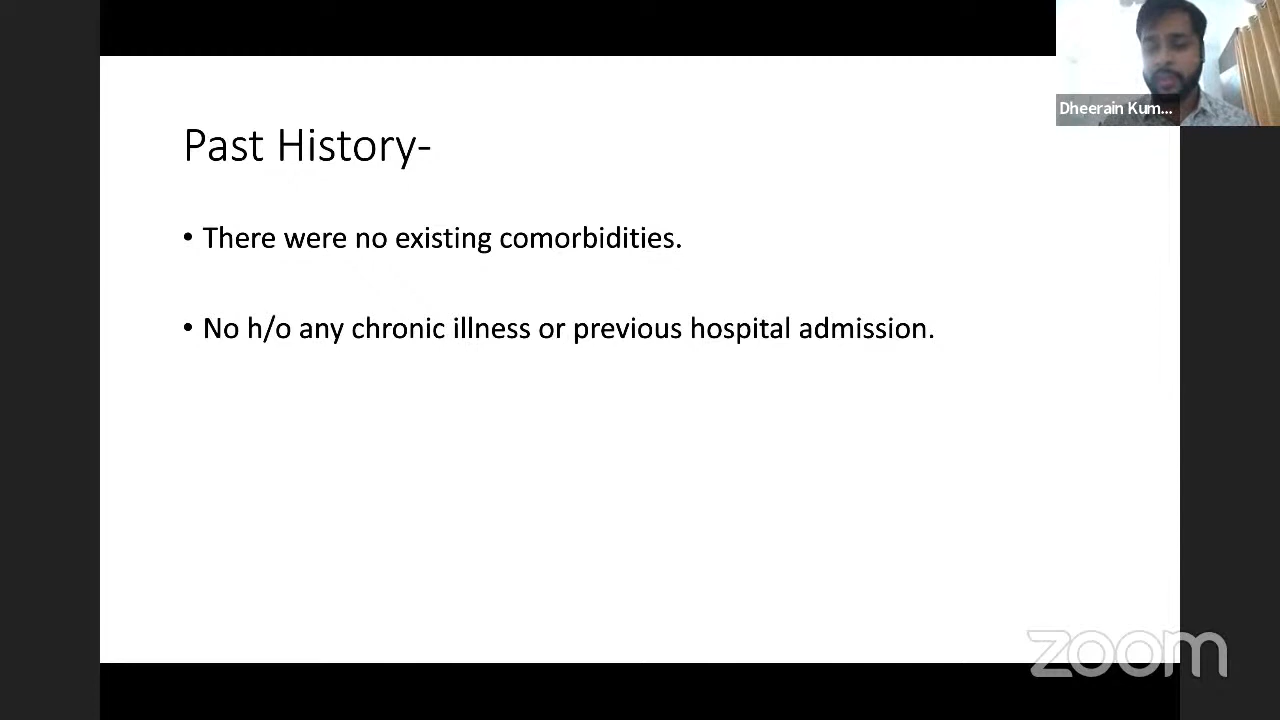 Dheerain Kum...
Past History-
• There were no existing comorbidities.
• No h/o any chronic illness or previous hospital admission.
zoom